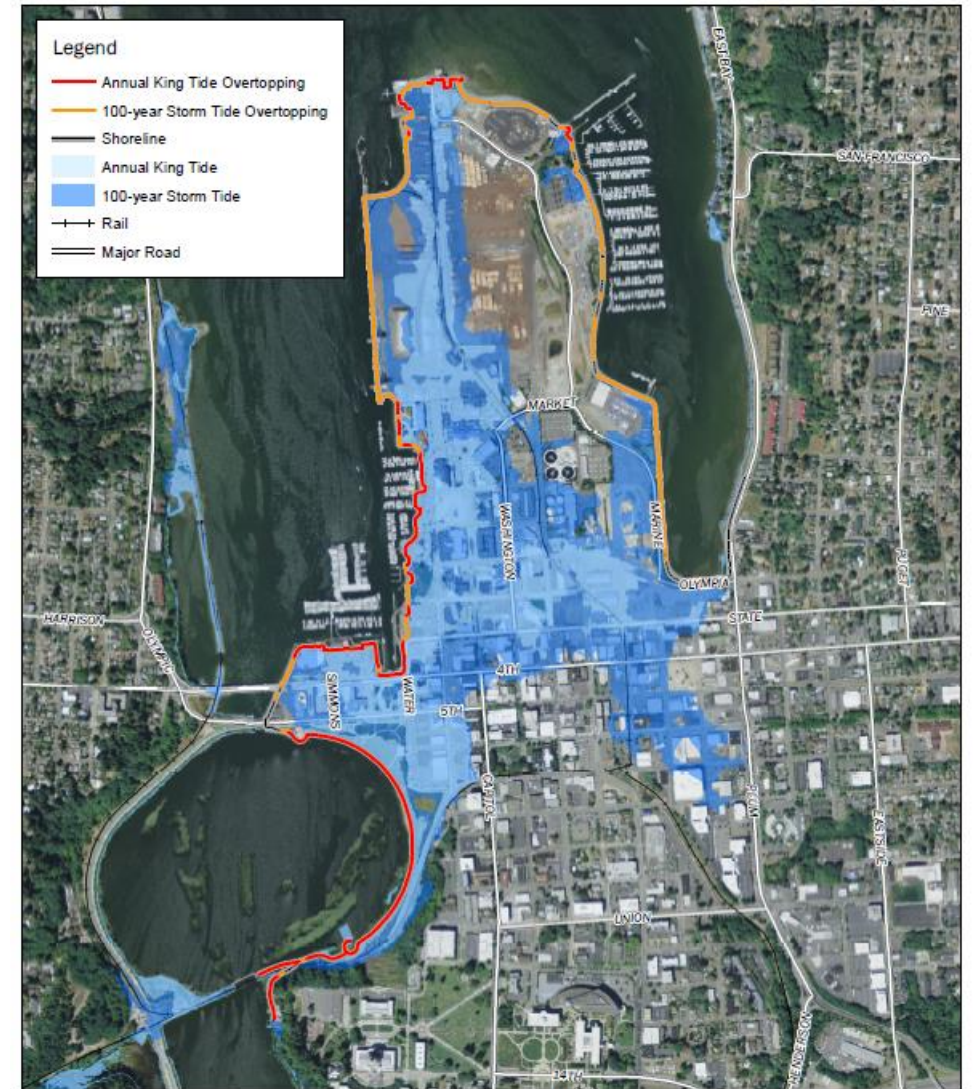 Legend
Annual King Tide Overtopping
100-year Storm Tide Overtopping
Shoreline
Annual King Tide
100-year Storm Tide
Rail
Major Road
EAST BAY
SAN FRANCISCO
PINE
MARKET
WASHINGTON
MARINE
PUGET
OLYMPIA
HARRISON
OLYMPIC
STATE
4TH
SIMMONS
WATER
5TH
CAPITOL
PLUM
EASTSIDE
UNION
HENDERSON
14TH